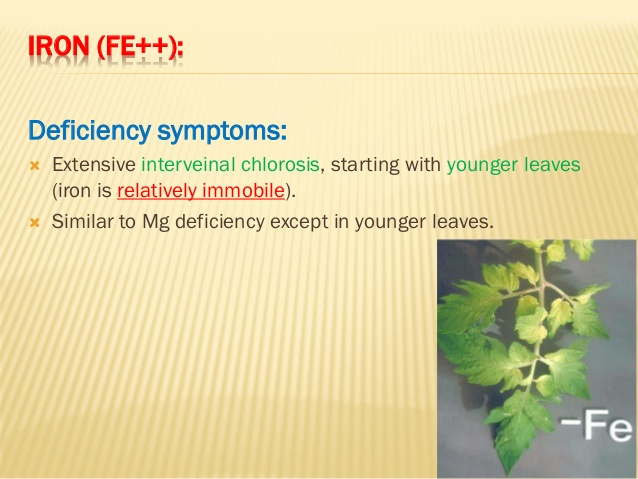 IRON (FE++):
Deficiency symptoms:
× Extensive interveinal chlorosis, starting with younger leaves
(iron is relatively immobile).
× Similar to Mg deficiency except in younger leaves.
−Fe